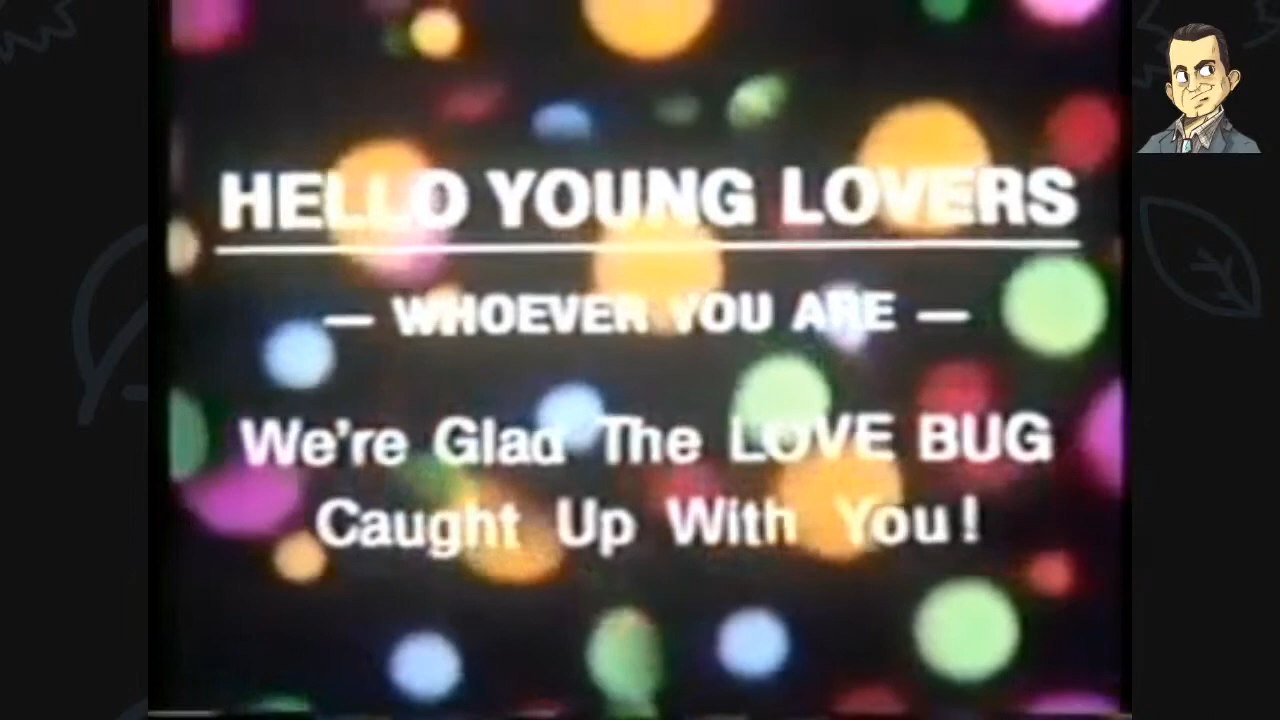 HELLO YOUNG LOVERS
— WHOEVER YOU ARE —
We're Glad The LOVE BUG
Caught Up With You!